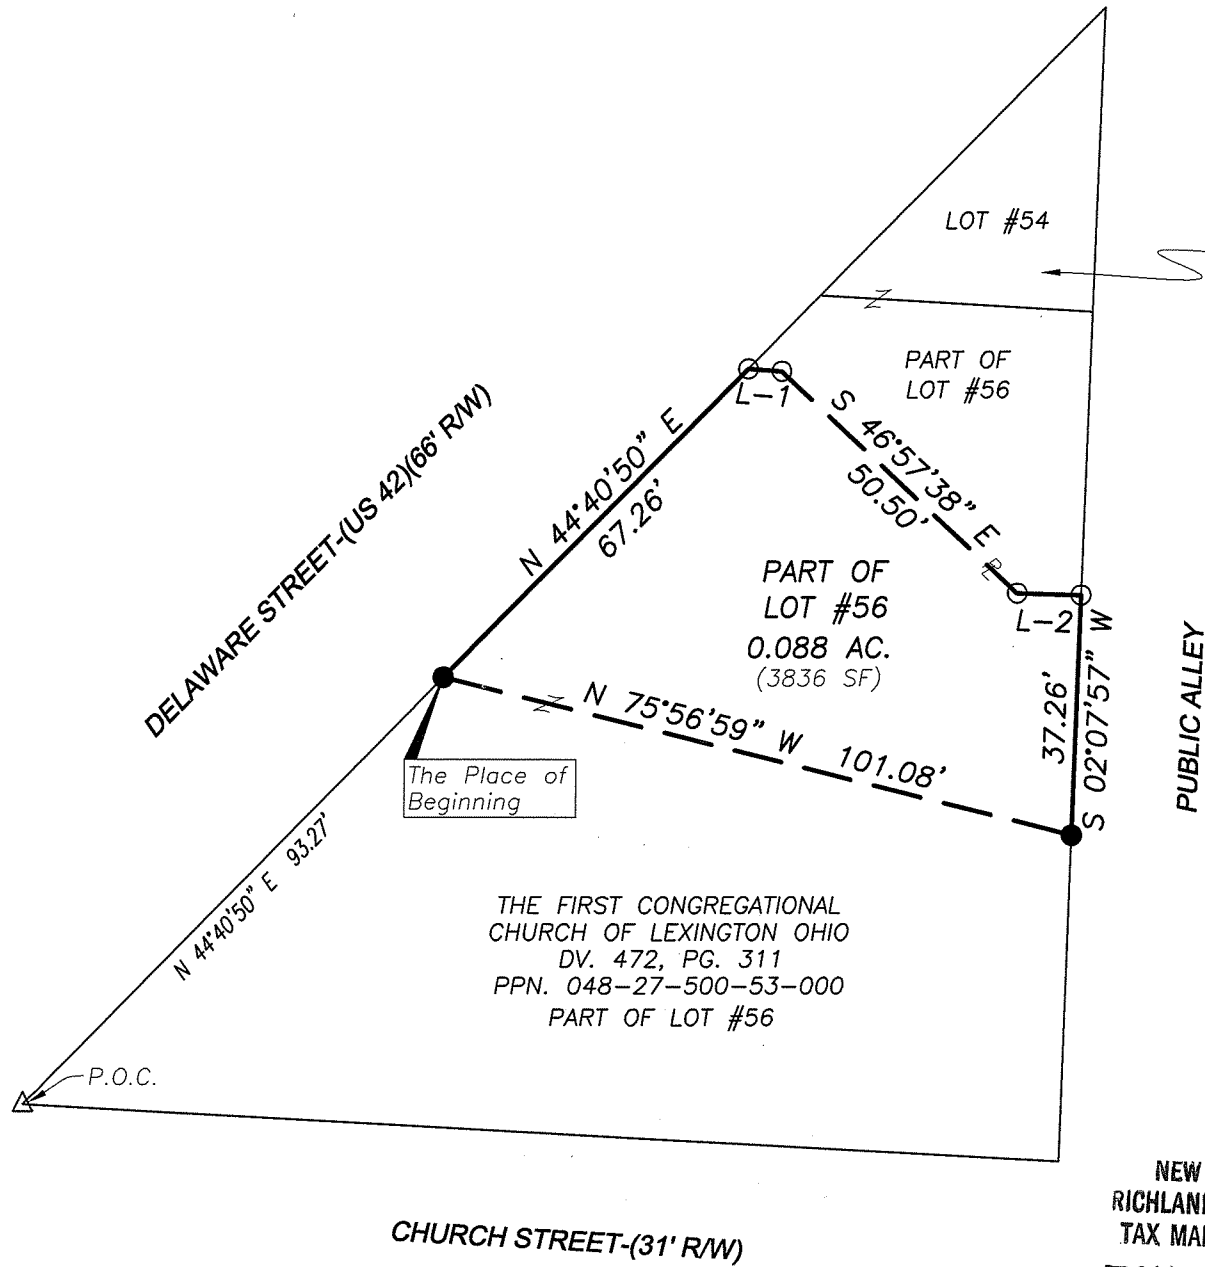 LOT #54
PART OF
LOT #56
L-1
S 46°57'38" E
50.50'
DELAWARE STREET-(US 42)(66' R/W)
N 44°40'50" E
67.26'
PART OF
LOT #56
0.088 AC.
(3836 SF)
L-2
37.26'
S 02°07'57" W
PUBLIC ALLEY
N 75°56'59" W 101.08'
The Place of
Beginning
N 44°40'50" E 93.27'
THE FIRST CONGREGATIONAL
CHURCH OF LEXINGTON OHIO
DV. 472, PG. 311
PPN. 048-27-500-53-000
PART OF LOT #56
P.O.C.
CHURCH STREET-(31' R/W)
NEW
RICHLAN
TAX MA